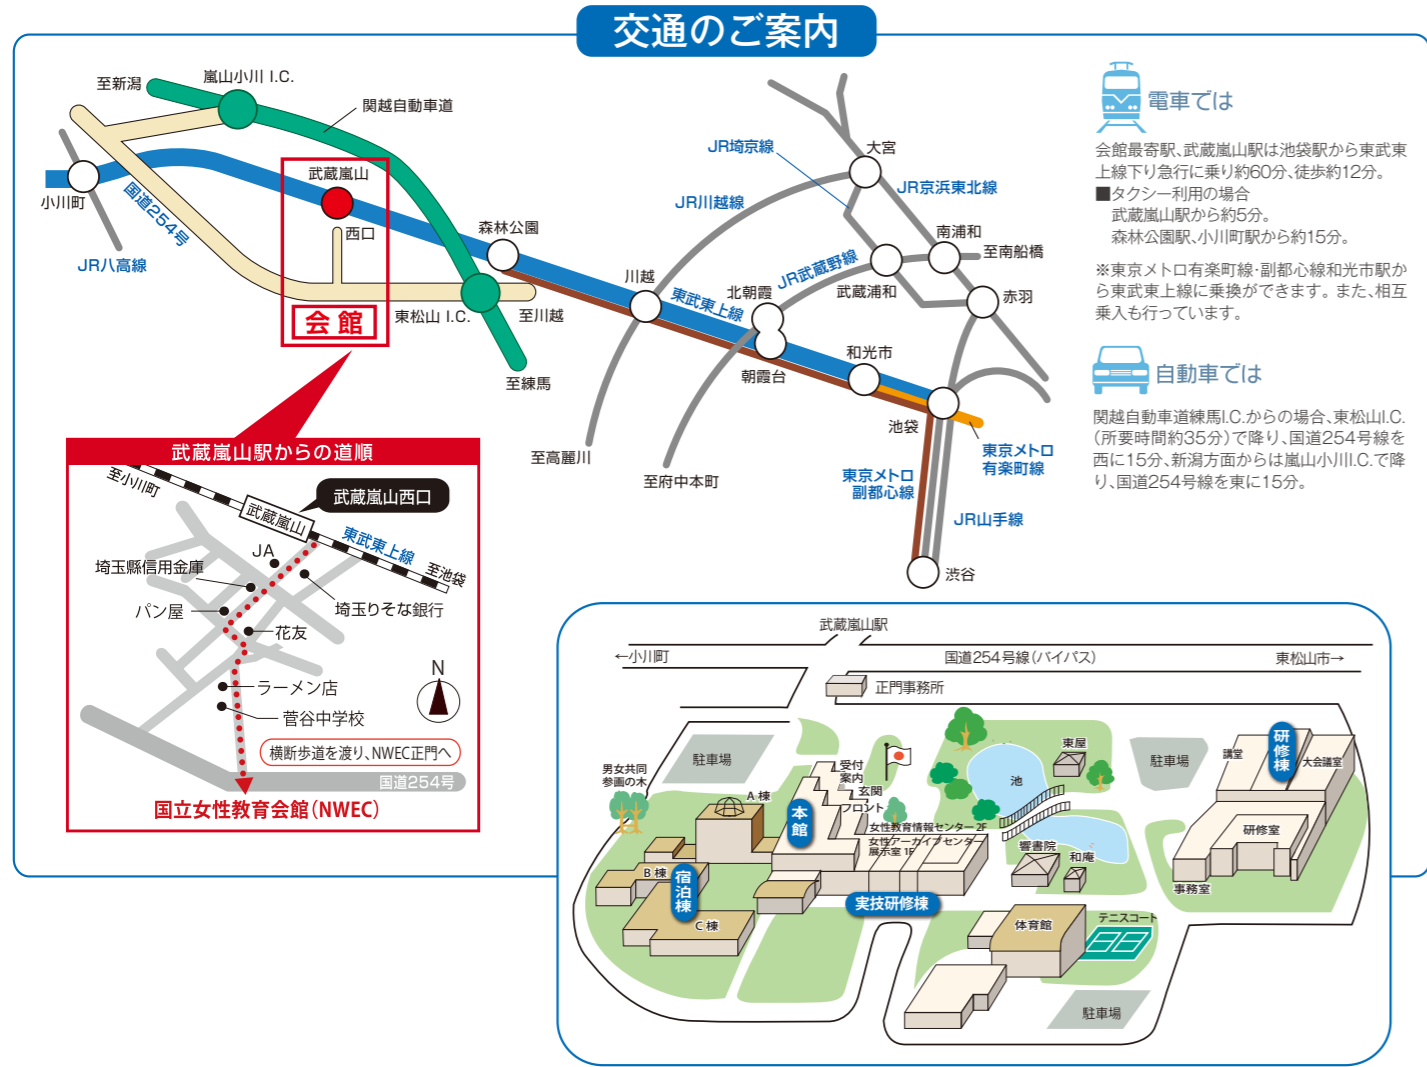 交通のご案内
至新潟
嵐山小川 I.C.
関越自動車道
武蔵嵐山
小川町
国道254号
JR八高線
西口
会館
森林公園
東松山 I.C.
至川越
至練馬
川越
東武東上線
JR川越線
JR埼京線
大宮
JR京浜東北線
南浦和
至南船橋
JR武蔵野線
武蔵浦和
北朝霞
赤羽
朝霞台
和光市
池袋
至高麗川
至府中本町
東京メトロ
副都心線
東京メトロ
有楽町線
JR山手線
渋谷
電車では
会館最寄駅、武蔵嵐山駅は池袋駅から東武東
上線下り急行に乗り約60分、徒歩約12分。
■タクシー利用の場合
武蔵嵐山駅から約5分。
森林公園駅、小川町駅から約15分。
※東京メトロ有楽町線・副都心線和光市駅か
ら東武東上線に乗換ができます。また、相互
乗入も行っています。
自動車では
関越自動車道練馬I.C.からの場合、東松山I.C.
(所要時間約35分)で降り、国道254号線を
西に15分、新潟方面からは嵐山小川I.C.で降
り、国道254号線を東に15分。
武蔵嵐山駅からの道順
至小川町
武蔵嵐山
武蔵嵐山西口
東武東上線
至池袋
JA
埼玉縣信用金庫
パン屋
埼玉りそな銀行
花友
ラーメン店
菅谷中学校
N
横断歩道を渡り、NWEC正門へ
国道254号
国立女性教育会館(NWEC)
武蔵嵐山駅
←小川町
国道254号線(バイパス)
東松山市→
正門事務所
駐車場
男女共同
参画の木
A棟
本館
受付
案内
玄関
フロント
女性教育情報センター 2F
女性アーカイブセンター
展示室 1F
池
東屋
駐車場
講堂
研修棟
大会議室
研修室
事務室
響書院
和庵
B棟
宿泊棟
C棟
実技研修棟
体育館
テニスコート
駐車場